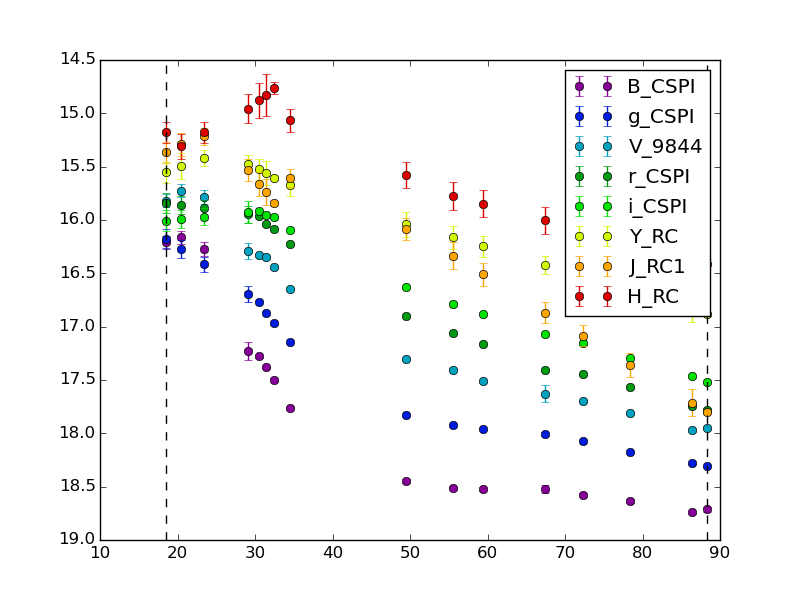 14.5
15.0
15.5
16.0
16.5
17.0
17.5
18.0
18.5
19.0
10 20 30 40 50 60 70 80 90
B_CSPI
g_CSPI
V_9844
r_CSPI
i_CSPI
Y_RC
J_RC1
H_RC